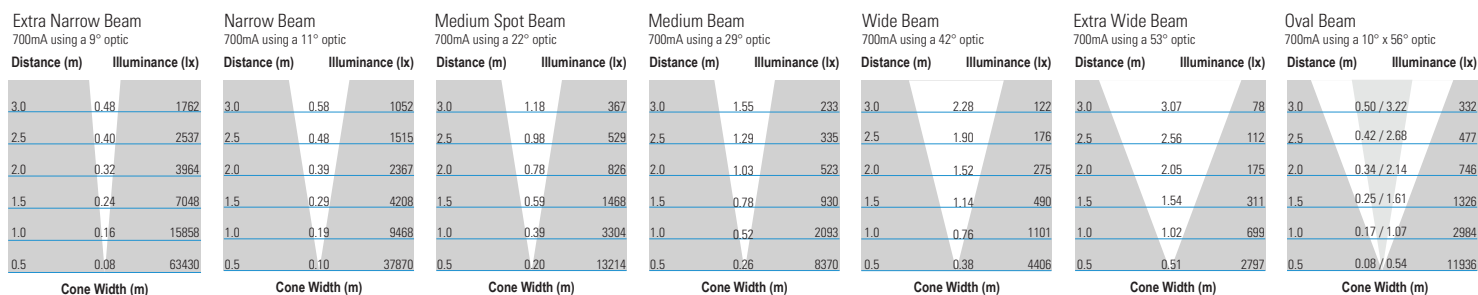 Extra Narrow Beam
700mA using a 9° optic
Distance (m) Illuminance (lx)
3.0 0.48 1762
2.5 0.40 2537
2.0 0.32 3964
1.5 0.24 7048
1.0 0.16 15858
0.5 0.08 63430
Cone Width (m)
Narrow Beam
700mA using a 11° optic
Distance (m) Illuminance (lx)
3.0 0.58 1052
2.5 0.48 1515
2.0 0.39 2367
1.5 0.29 4208
1.0 0.19 9468
0.5 0.10 37870
Cone Width (m)
Medium Spot Beam
700mA using a 22° optic
Distance (m) Illuminance (lx)
3.0 1.18 367
2.5 0.98 529
2.0 0.78 826
1.5 0.59 1468
1.0 0.39 3304
0.5 0.20 13214
Cone Width (m)
Medium Beam
700mA using a 29° optic
Distance (m) Illuminance (lx)
3.0 1.55 233
2.5 1.29 335
2.0 1.03 523
1.5 0.78 930
1.0 0.52 2093
0.5 0.26 8370
Cone Width (m)
Wide Beam
700mA using a 42° optic
Distance (m) Illuminance (lx)
3.0 2.28 122
2.5 1.90 176
2.0 1.52 275
1.5 1.14 490
1.0 0.76 1101
0.5 0.38 4406
Cone Width (m)
Extra Wide Beam
700mA using a 53° optic
Distance (m) Illuminance (lx)
3.0 3.07 78
2.5 2.56 112
2.0 2.05 175
1.5 1.54 311
1.0 1.02 699
0.5 0.51 2797
Cone Width (m)
Oval Beam
700mA using a 10° x 56° optic
Distance (m) Illuminance (lx)
3.0 0.50 / 3.22 332
2.5 0.42 / 2.68 477
2.0 0.34 / 2.14 746
1.5 0.25 / 1.61 1326
1.0 0.17 / 1.07 2984
0.5 0.08 / 0.54 11936
Cone Width (m)